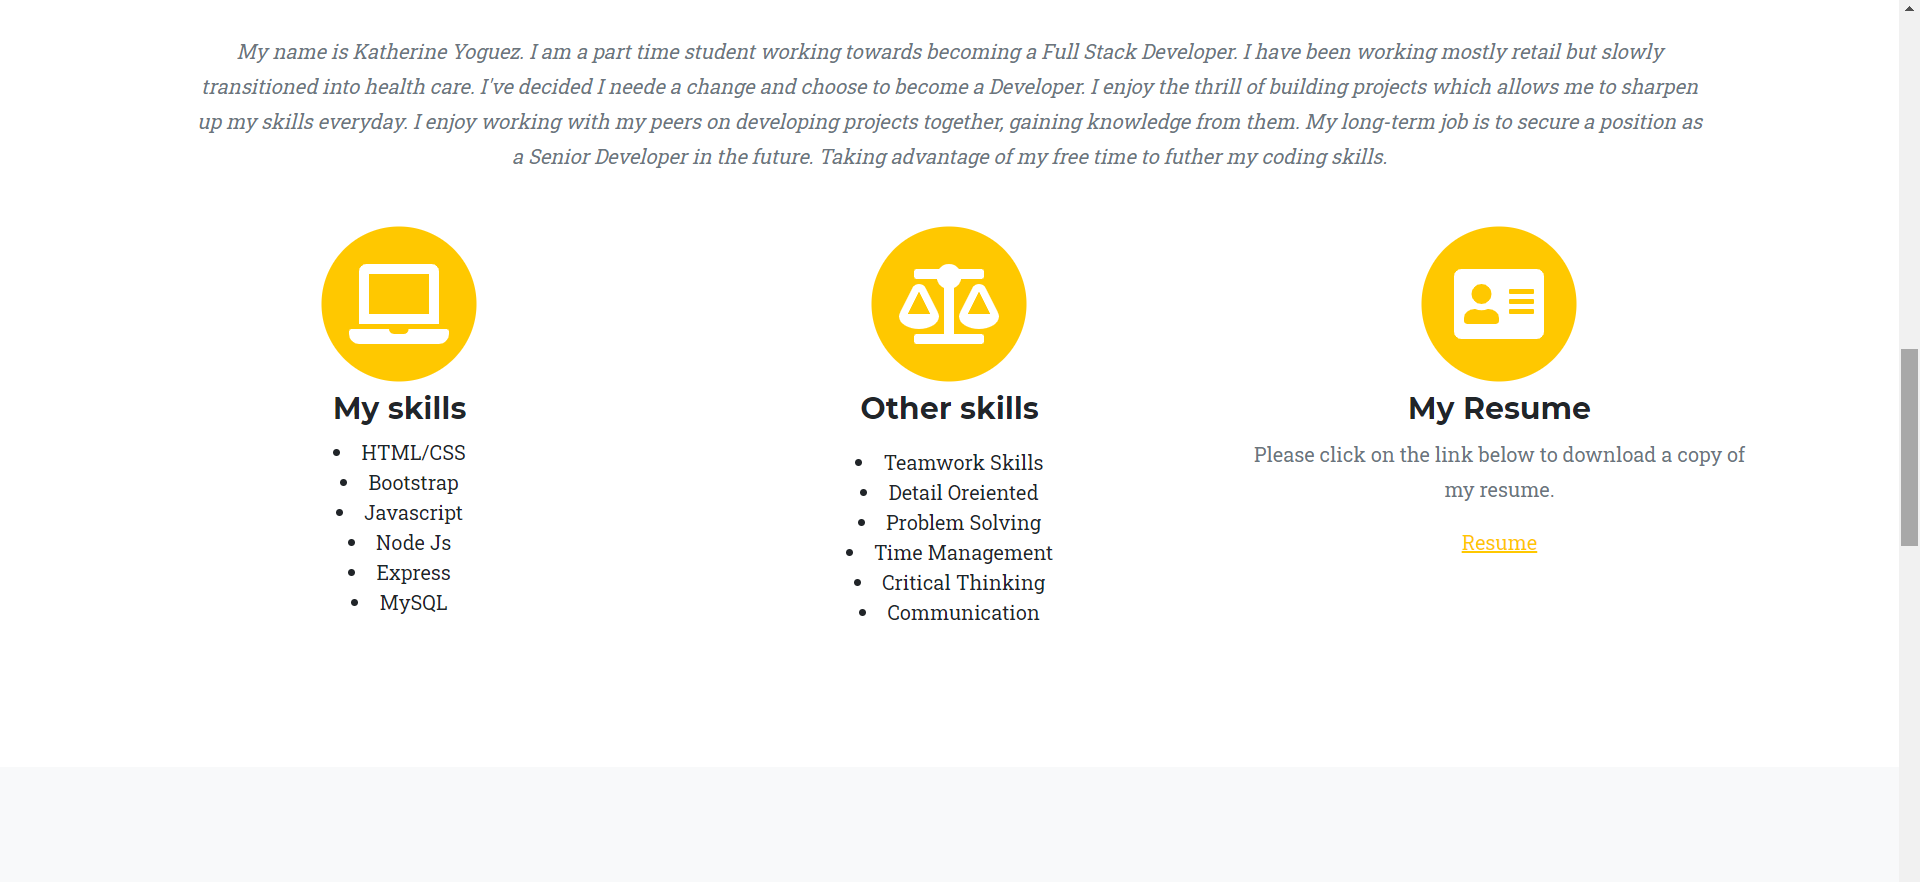 My name is Katherine Yoguez. I am a part time student working towards becoming a Full Stack Developer. I have been working mostly retail but slowly
transitioned into health care. I've decided I neede a change and choose to become a Developer. I enjoy the thrill of building projects which allows me to sharpen
up my skills everyday. I enjoy working with my peers on developing projects together, gaining knowledge from them. My long-term job is to secure a position as
a Senior Developer in the future. Taking advantage of my free time to futher my coding skills.
My skills
HTML/CSS
Bootstrap
Javascript
Node Js
Express
MySQL
Other skills
Teamwork Skills
Detail Oreiented
Problem Solving
Time Management
Critical Thinking
Communication
My Resume
Please click on the link below to download a copy of
my resume.
Resume